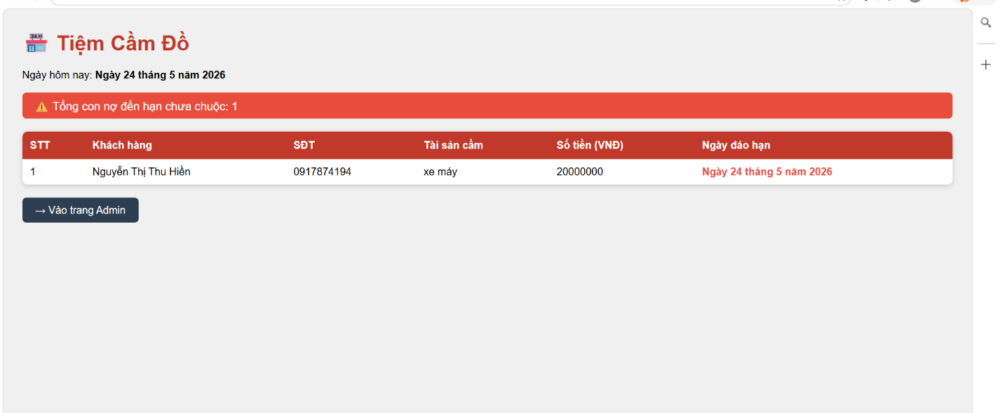 24 H
Tiệm Cầm Đồ
Ngày hôm nay: Ngày 24 tháng 5 năm 2026
⚠ Tổng con nợ đến hạn chưa chuộc: 1
STT Khách hàng SĐT Tài sản cầm Số tiền (VNĐ) Ngày đáo hạn
1 Nguyễn Thị Thu Hiền 0917874194 xe máy 20000000 Ngày 24 tháng 5 năm 2026
→ Vào trang Admin